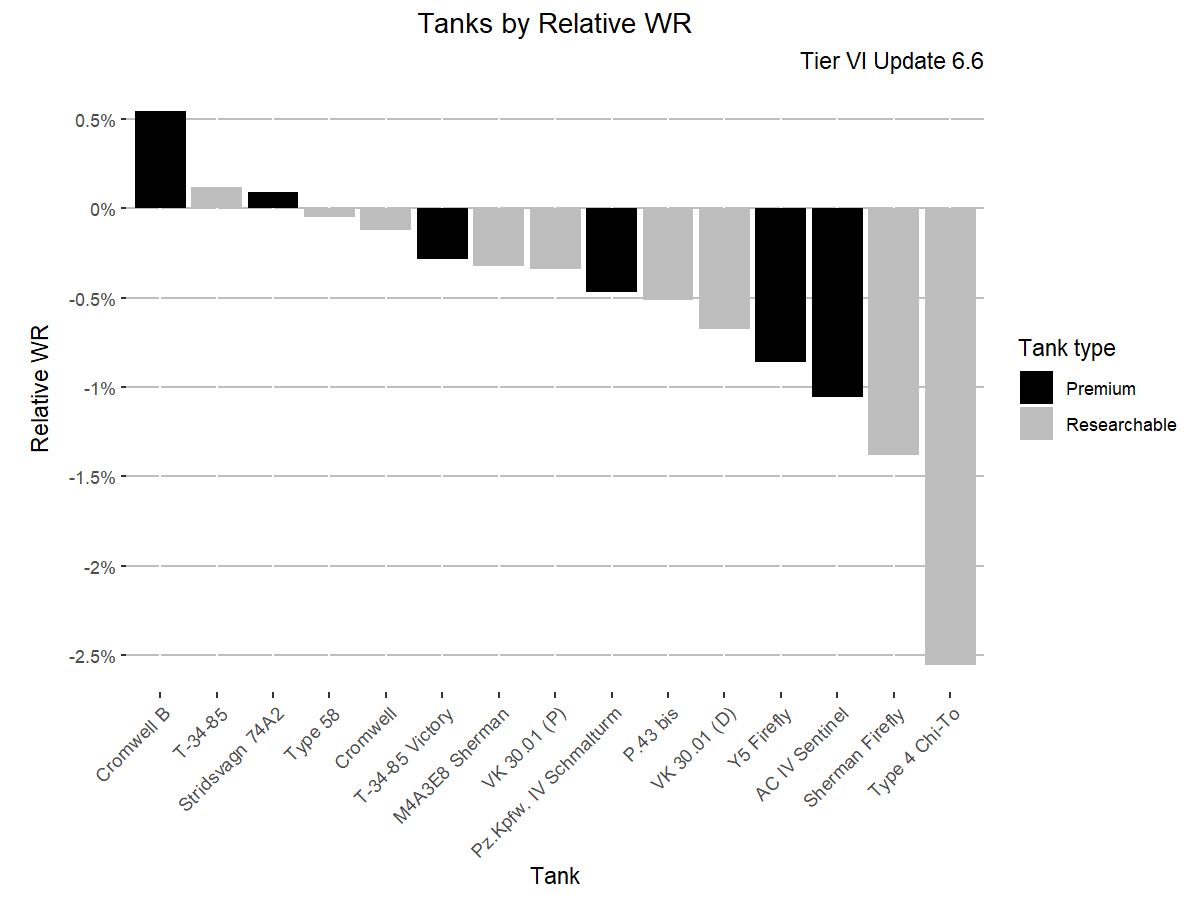 Tanks by Relative WR
Tier VI Update 6.6
Relative WR
0.5%
0%
-0.5%
-1%
-1.5%
-2%
-2.5%
Cromwell B
T-34-85
Stridsvagn 74A2
Type 58
Cromwell
T-34-85 Victory
M4A3E8 Sherman
VK 30.01 (P)
Pz.Kpfw. IV Schmalturm
P.43 bis
VK 30.01 (D)
Y5 Firefly
AC IV Sentinel
Sherman Firefly
Type 4 Chi-To
Tank
Tank type
Premium
Researchable